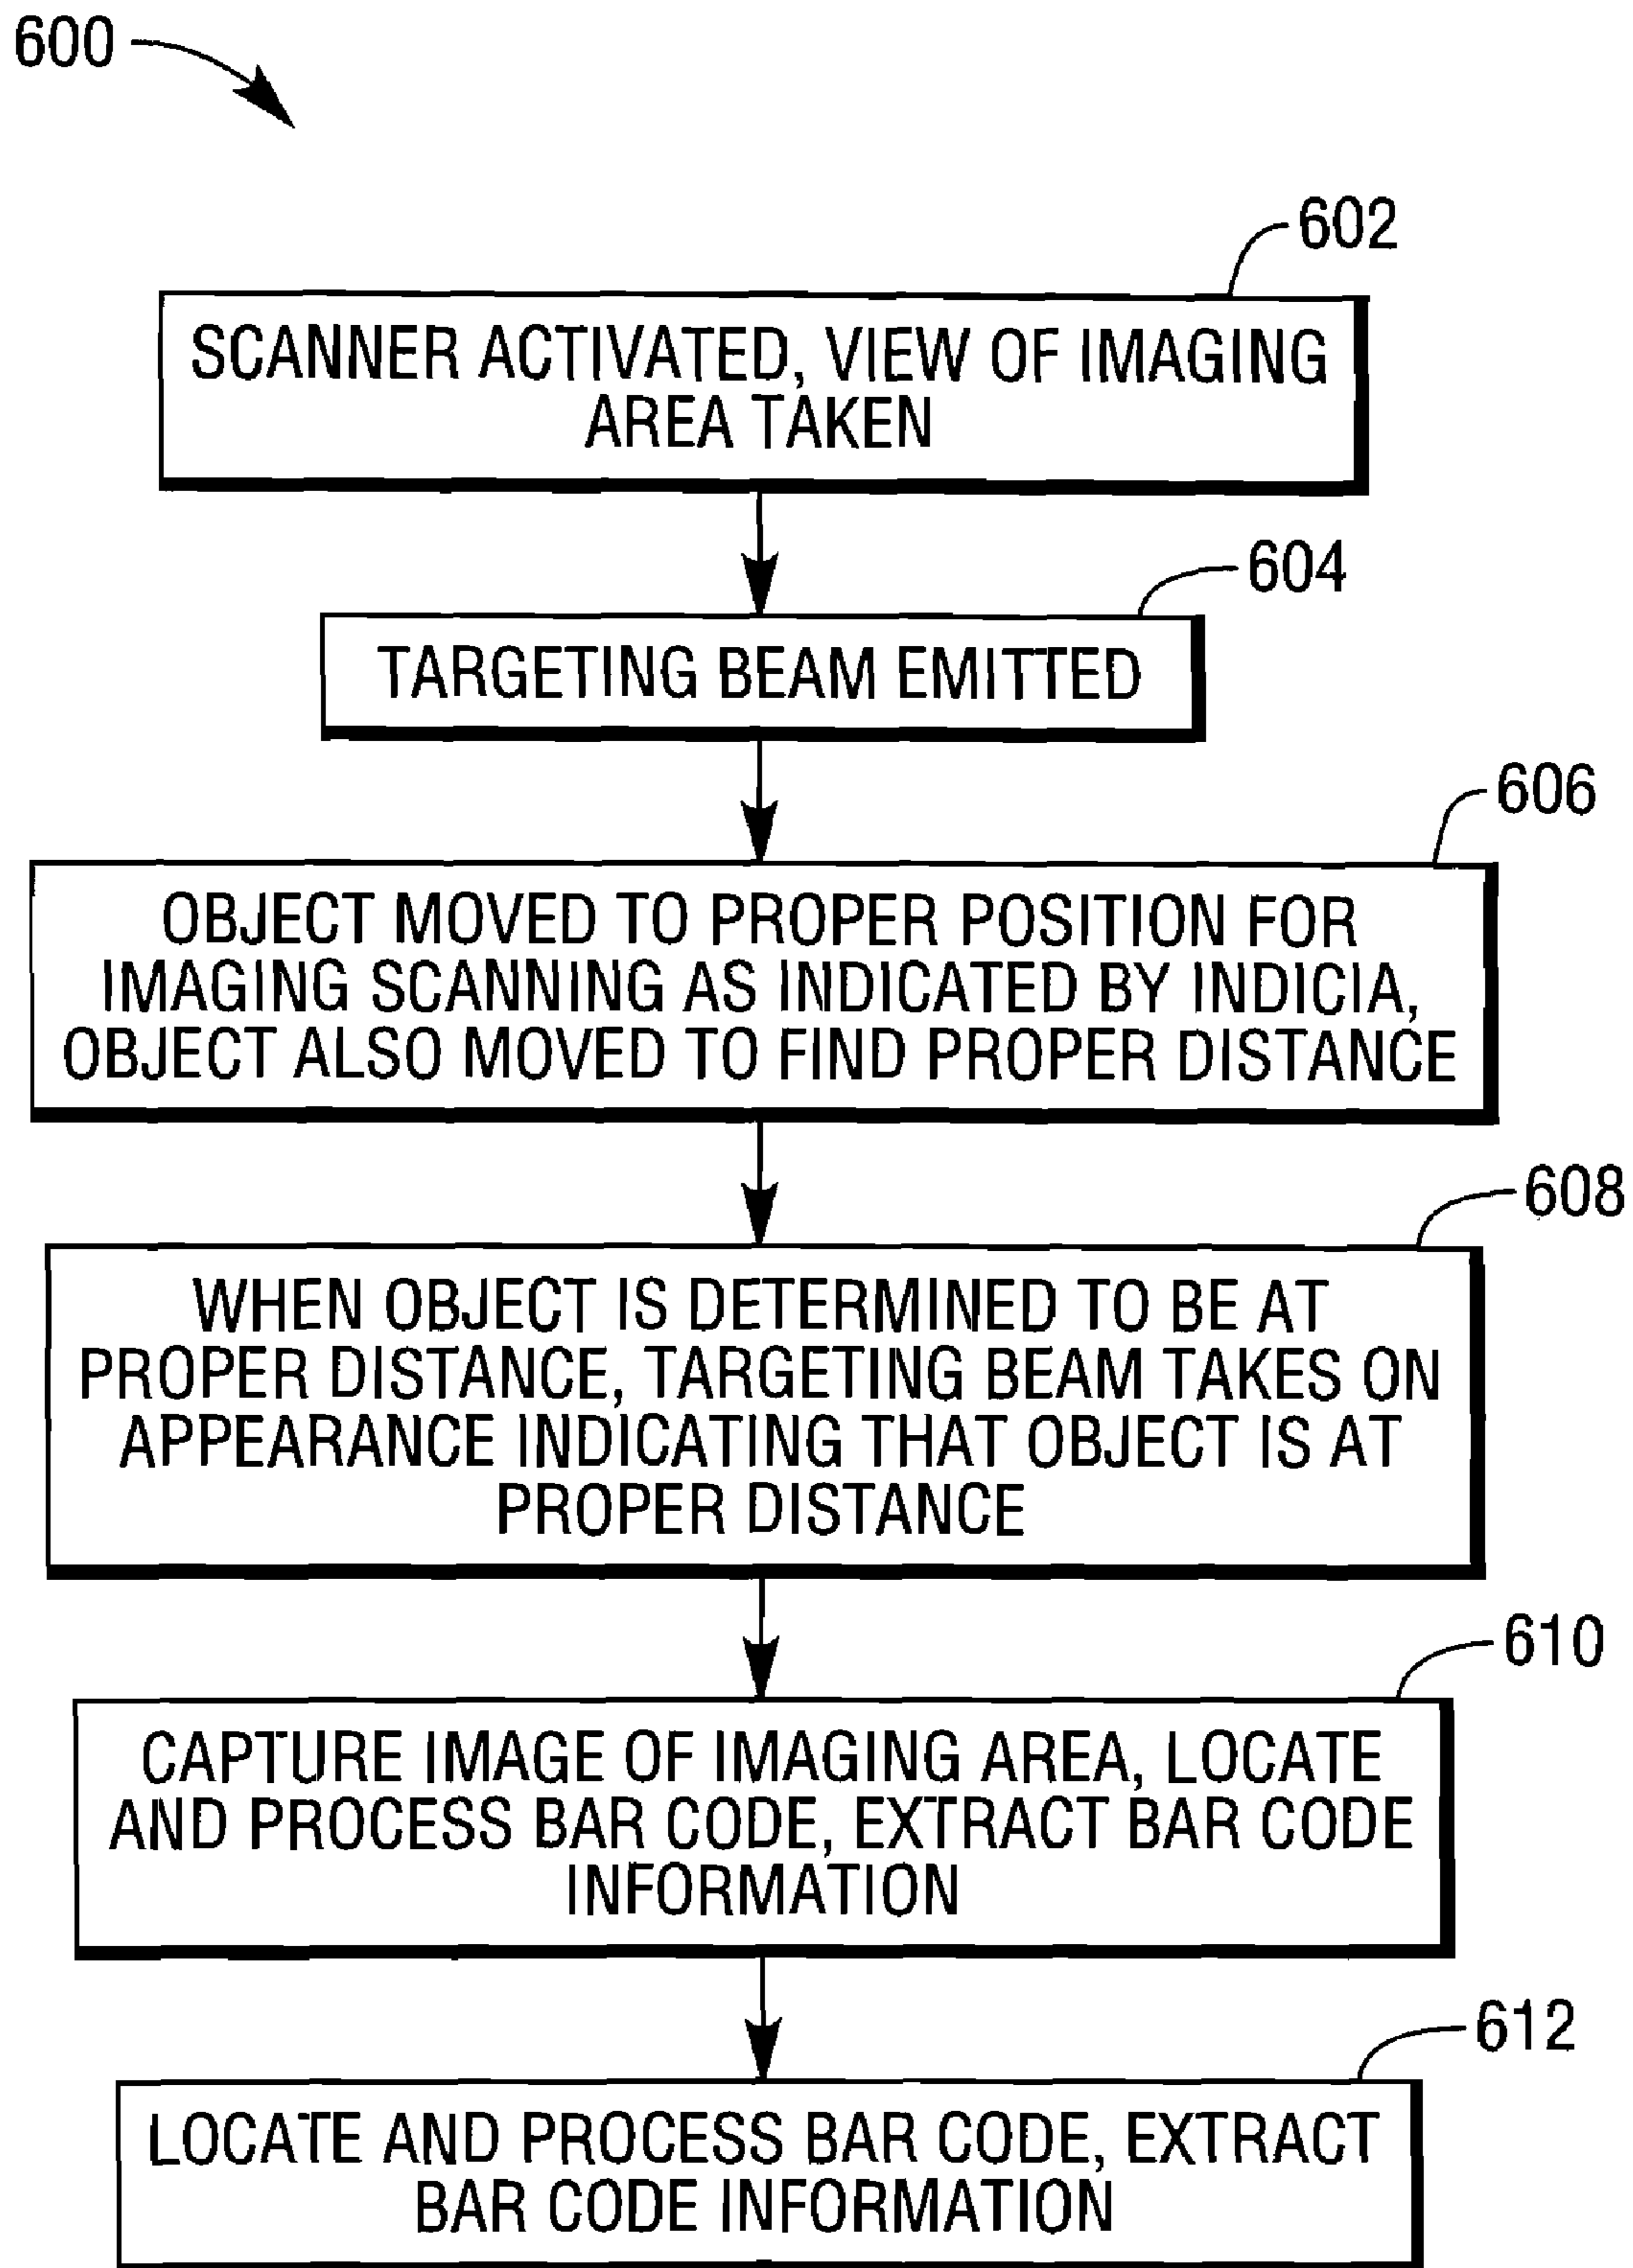 600
602
SCANNER ACTIVATED, VIEW OF IMAGING
AREA TAKEN
604
TARGETING BEAM EMITTED
606
OBJECT MOVED TO PROPER POSITION FOR
IMAGING SCANNING AS INDICATED BY INDICIA,
OBJECT ALSO MOVED TO FIND PROPER DISTANCE
608
WHEN OBJECT IS DETERMINED TO BE AT
PROPER DISTANCE, TARGETING BEAM TAKES ON
APPEARANCE INDICATING THAT OBJECT IS AT
PROPER DISTANCE
610
CAPTURE IMAGE OF IMAGING AREA, LOCATE
AND PROCESS BAR CODE, EXTRACT BAR CODE
INFORMATION
612
LOCATE AND PROCESS BAR CODE, EXTRACT
BAR CODE INFORMATION